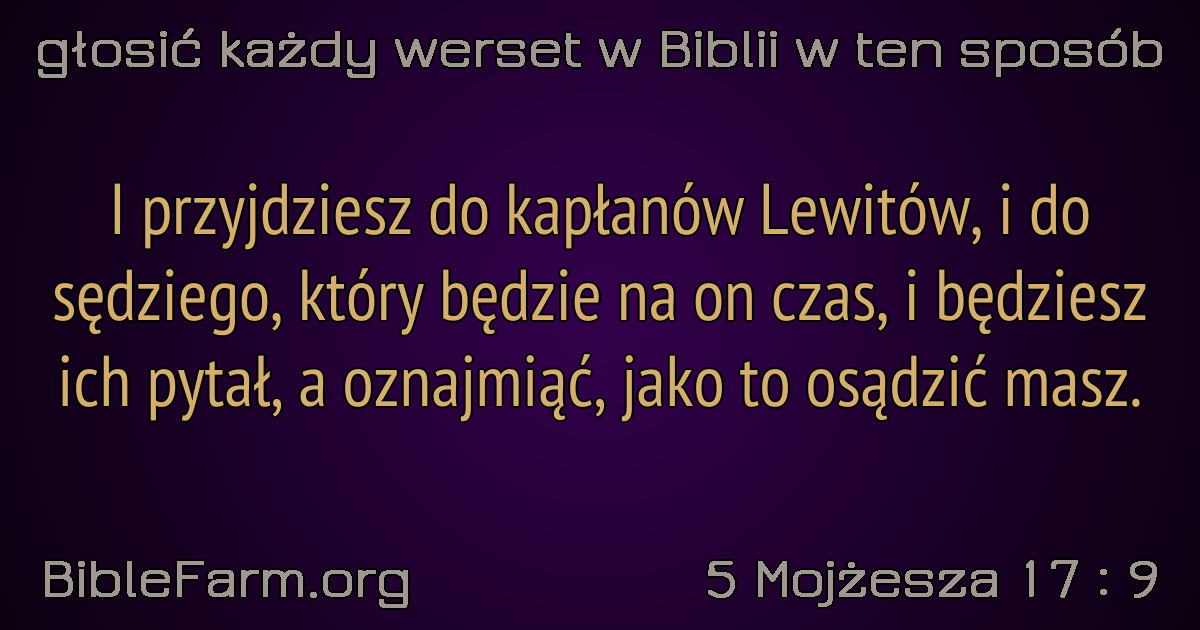 głosić każdy werset w Biblii w ten sposób
I przyjdziesz do kapłanów Lewitów, i do
sędziego, który będzie na on czas, i będziesz
ich pytał, a oznajmiąć, jako to osądzić masz.
BibleFarm.org
5 Mojżesza 17 : 9